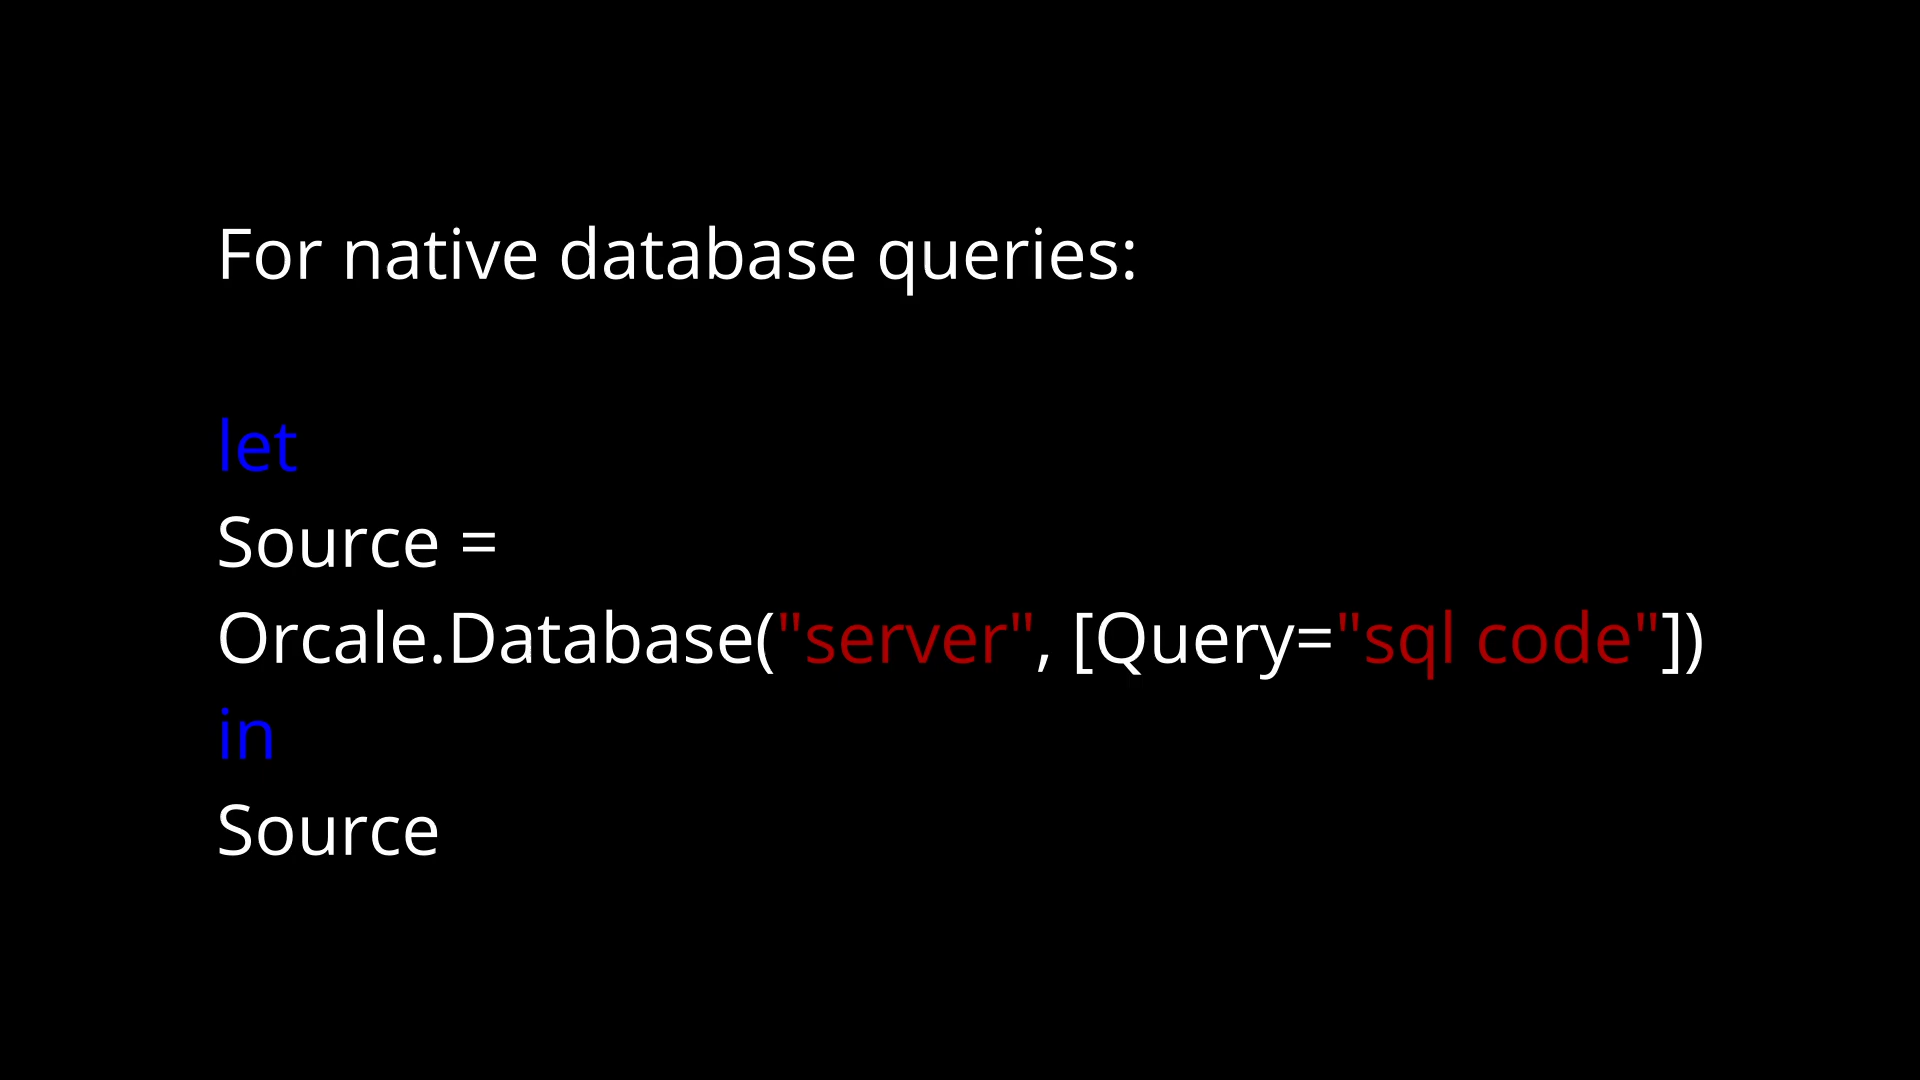 For native database queries:
let
Source =
Orcale.Database("server", [Query="sql code"])
in
Source